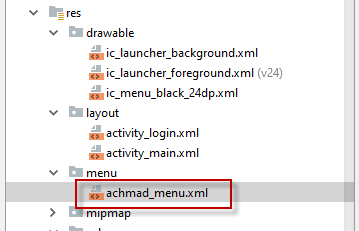 res
drawable
ic_launcher_background.xml
ic_launcher_foreground.xml (v24)
ic_menu_black_24dp.xml
layout
activity_login.xml
activity_main.xml
menu
achmad_menu.xml
mipmap